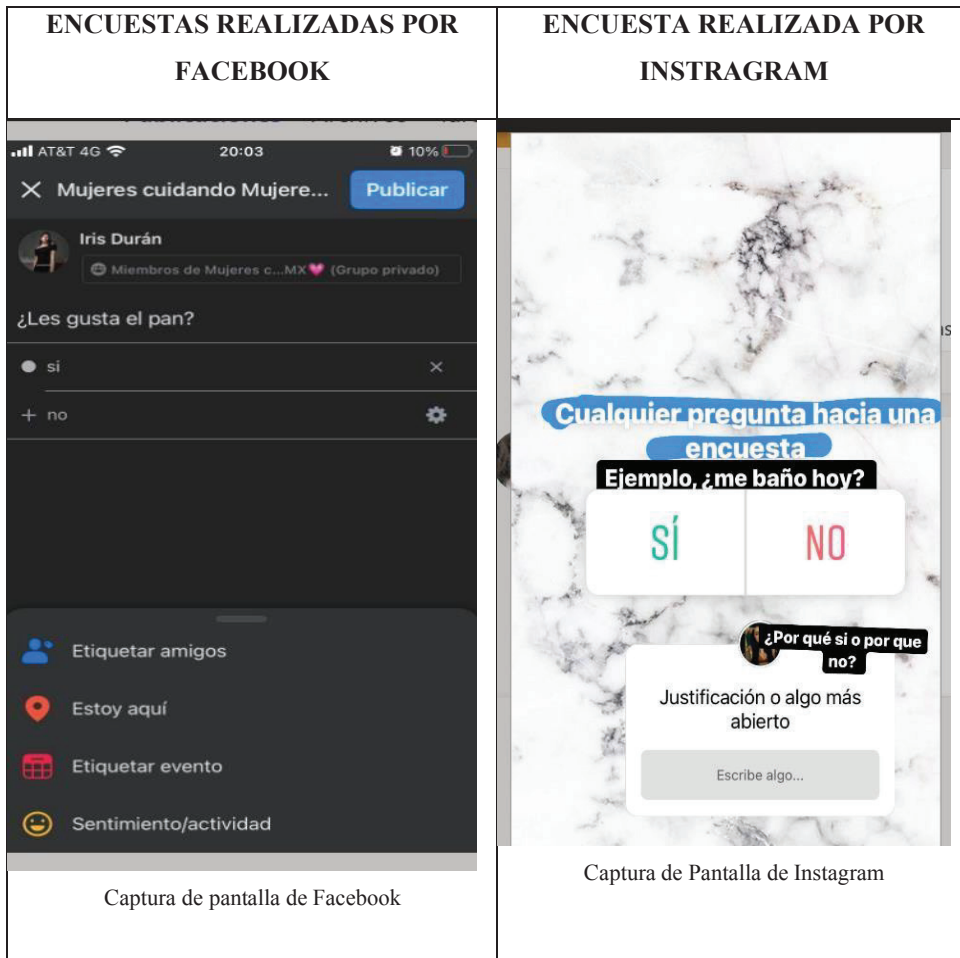 ENCUESTAS REALIZADAS POR
FACEBOOK
ENCUESTA REALIZADA POR
INSTRAGRAM
AT&T 4G
20:03
10%
Mujeres cuidando Mujere...
Publicar
Iris Durán
Miembros de Mujeres c...MX (Grupo privado)
¿Les gusta el pan?
sí
+ no
Etiquetar amigos
Estoy aquí
Etiquetar evento
Sentimiento/actividad
Captura de pantalla de Facebook
Cualquier pregunta hacia una
encuesta
Ejemplo, ¿me baño hoy?
SÍ
NO
¿Por qué si o por que
no?
Justificación o algo más
abierto
Escribe algo...
Captura de Pantalla de Instagram